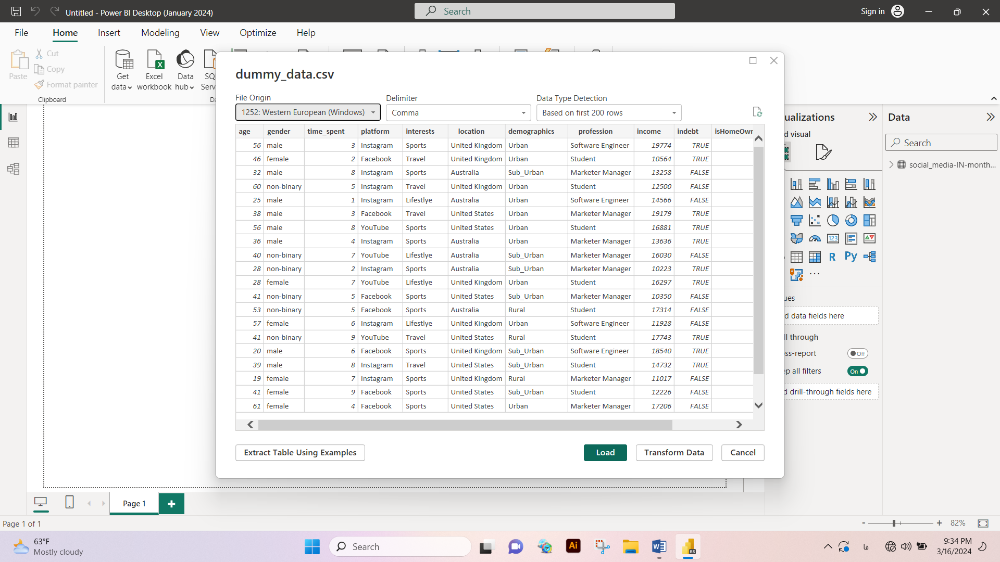 Untitled - Power BI Desktop (January 2024)
Search
Sign in
File Home Insert Modeling View Optimize Help
Paste
Cut
Copy
Format painter
Clipboard
Get data
Excel workbook
Data hub
dummy_data.csv
File Origin Delimiter Data Type Detection
1252: Western European (Windows) Comma Based on first 200 rows
age gender time_spent platform interests location demographics profession income indebt isHomeOwn
56 male 3 Instagram Sports United Kingdom Urban Software Engineer 19774 TRUE
46 female 2 Facebook Travel United Kingdom Urban Student 10564 TRUE
32 male 8 Instagram Sports Australia Sub_Urban Marketer Manager 13258 FALSE
60 non-binary 5 Instagram Travel United Kingdom Urban Student 12500 FALSE
25 male 1 Instagram Lifestlye Australia Urban Software Engineer 14566 FALSE
38 male 3 Facebook Travel United States Urban Marketer Manager 19179 TRUE
56 male 8 YouTube Sports United States Urban Student 16881 TRUE
36 male 4 Instagram Sports Australia Urban Marketer Manager 13636 TRUE
40 non-binary 7 YouTube Lifestlye Australia Sub_Urban Marketer Manager 16030 FALSE
28 non-binary 2 Instagram Sports Australia Sub_Urban Marketer Manager 10223 TRUE
28 female 7 YouTube Lifestlye United Kingdom Urban Student 16297 TRUE
41 non-binary 5 Facebook Sports United States Sub_Urban Marketer Manager 10350 FALSE
53 non-binary 5 Facebook Sports Australia Rural Student 17314 FALSE
57 female 6 Instagram Lifestlye United Kingdom Urban Software Engineer 11928 FALSE
41 non-binary 9 YouTube Travel United States Rural Student 17743 TRUE
20 male 6 Facebook Sports United Kingdom Sub_Urban Software Engineer 18540 TRUE
39 male 8 Instagram Travel United States Sub_Urban Student 14732 TRUE
19 female 7 Instagram Sports United Kingdom Rural Marketer Manager 11017 FALSE
41 female 9 Facebook Sports United States Sub_Urban Student 12226 FALSE
61 female 4 Facebook Sports United States Urban Marketer Manager 17206 FALSE
Extract Table Using Examples Load Transform Data Cancel
ualizations
d visual
123
R Py
ues
d data fields here
ll through
ss-report Off
p all filters On
d drill-through fields here
Data
Search
social_media-IN-month...
Page 1
Page 1 of 1
- + 82%
63°F
Mostly cloudy
Search
Ai
RS
فا
9:34 PM
3/16/2024